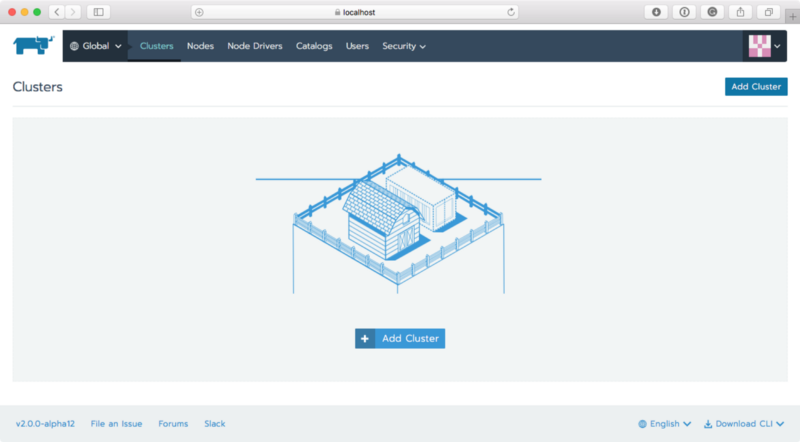 localhost
Global Clusters Nodes Node Drivers Catalogs Users Security
Clusters
Add Cluster
Add Cluster
v2.0.0-alpha12 File an Issue Forums Slack English Download CLI